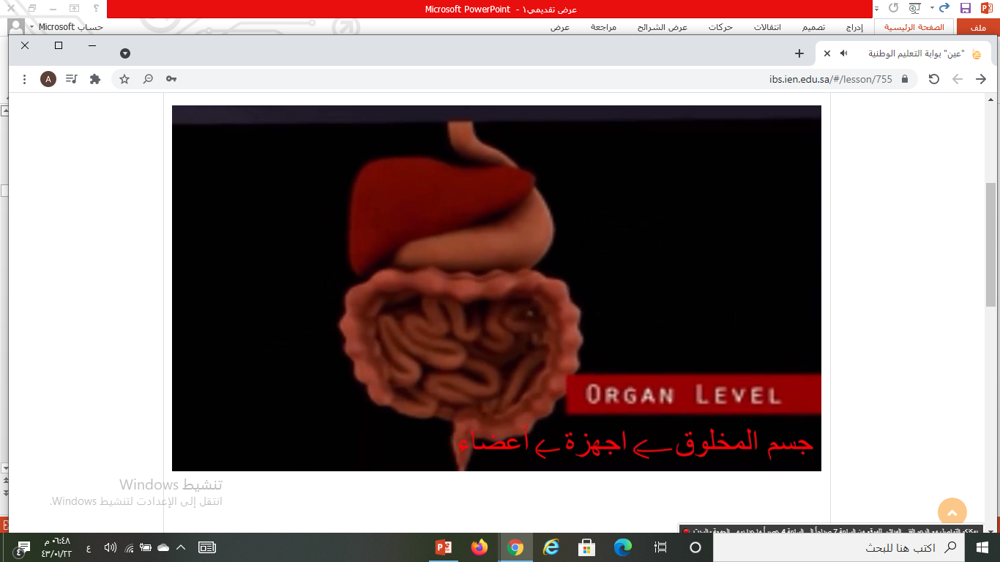 عرض تقديمي١ - Microsoft PowerPoint
ملف الصفحة الرئيسية إدراج تصميم انتقالات حركات عرض الشرائح مراجعة عرض
حساب Microsoft
"عين" بوابة التعليم الوطنية
ibs.ien.edu.sa/#/lesson/755
A
ORGAN LEVEL
جسم المخلوق ے اجهزة ے أعضاء
تنشيط Windows
انتقل إلى الإعدادت لتنشيط Windows.
اكتب هنا للبحث
ع
٠٦:٤٨ م
٤٣/٠١/٢٢
٤